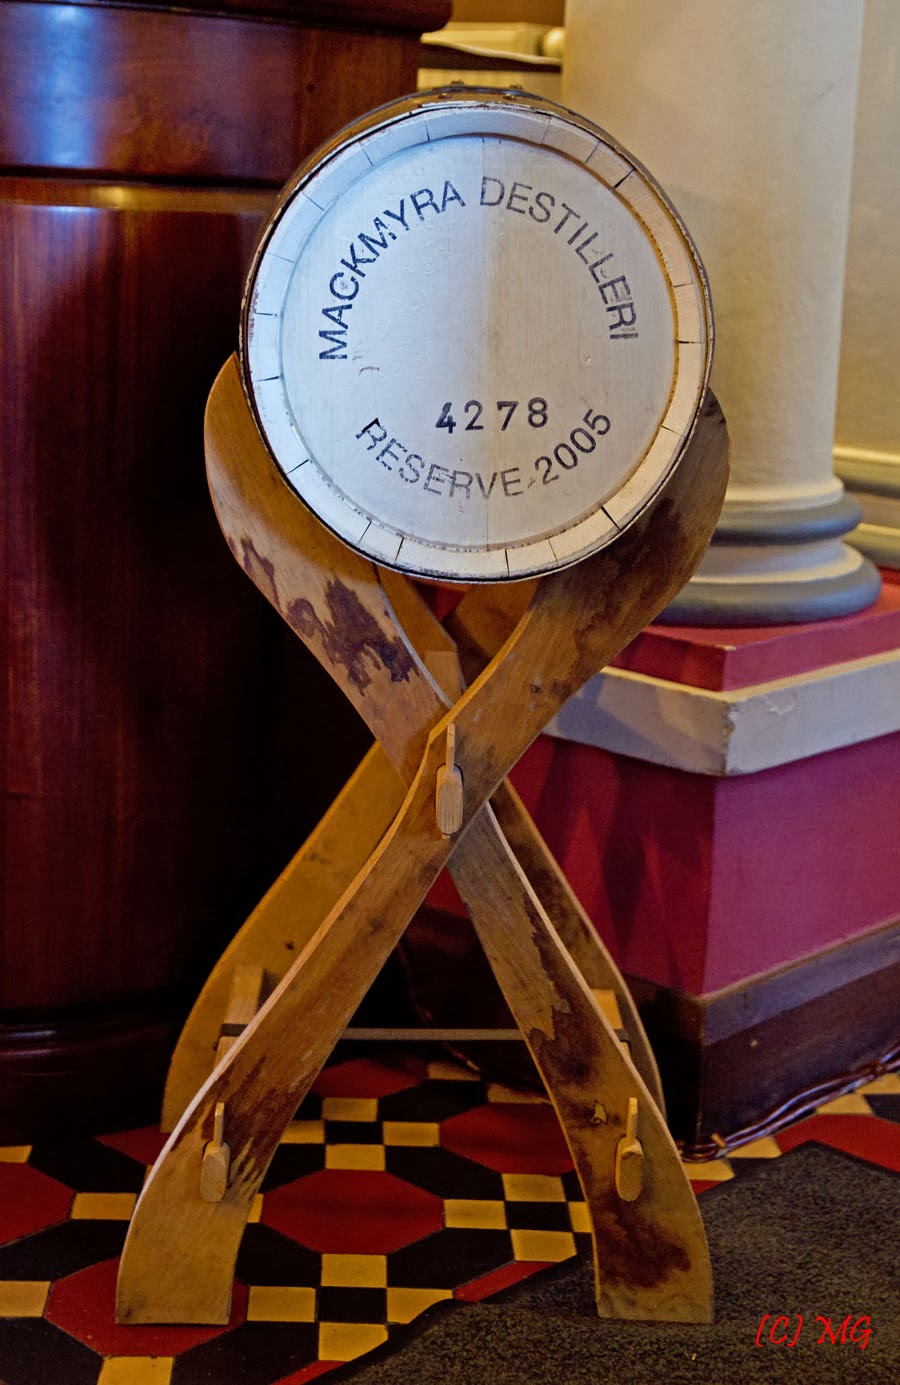 MACKMYRA DESTILLERI
4278
RESERVE 2005
(C) MG